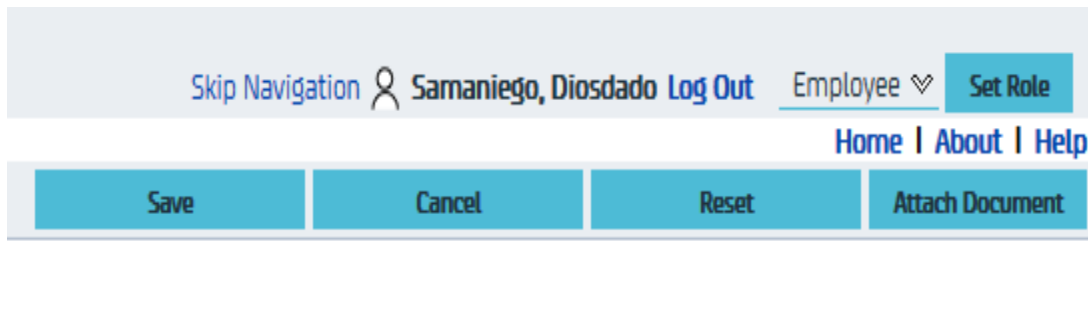 Skip Navigation Samaniego, Diosdado Log Out Employee Set Role
Home | About | Help
Save Cancel Reset Attach Document